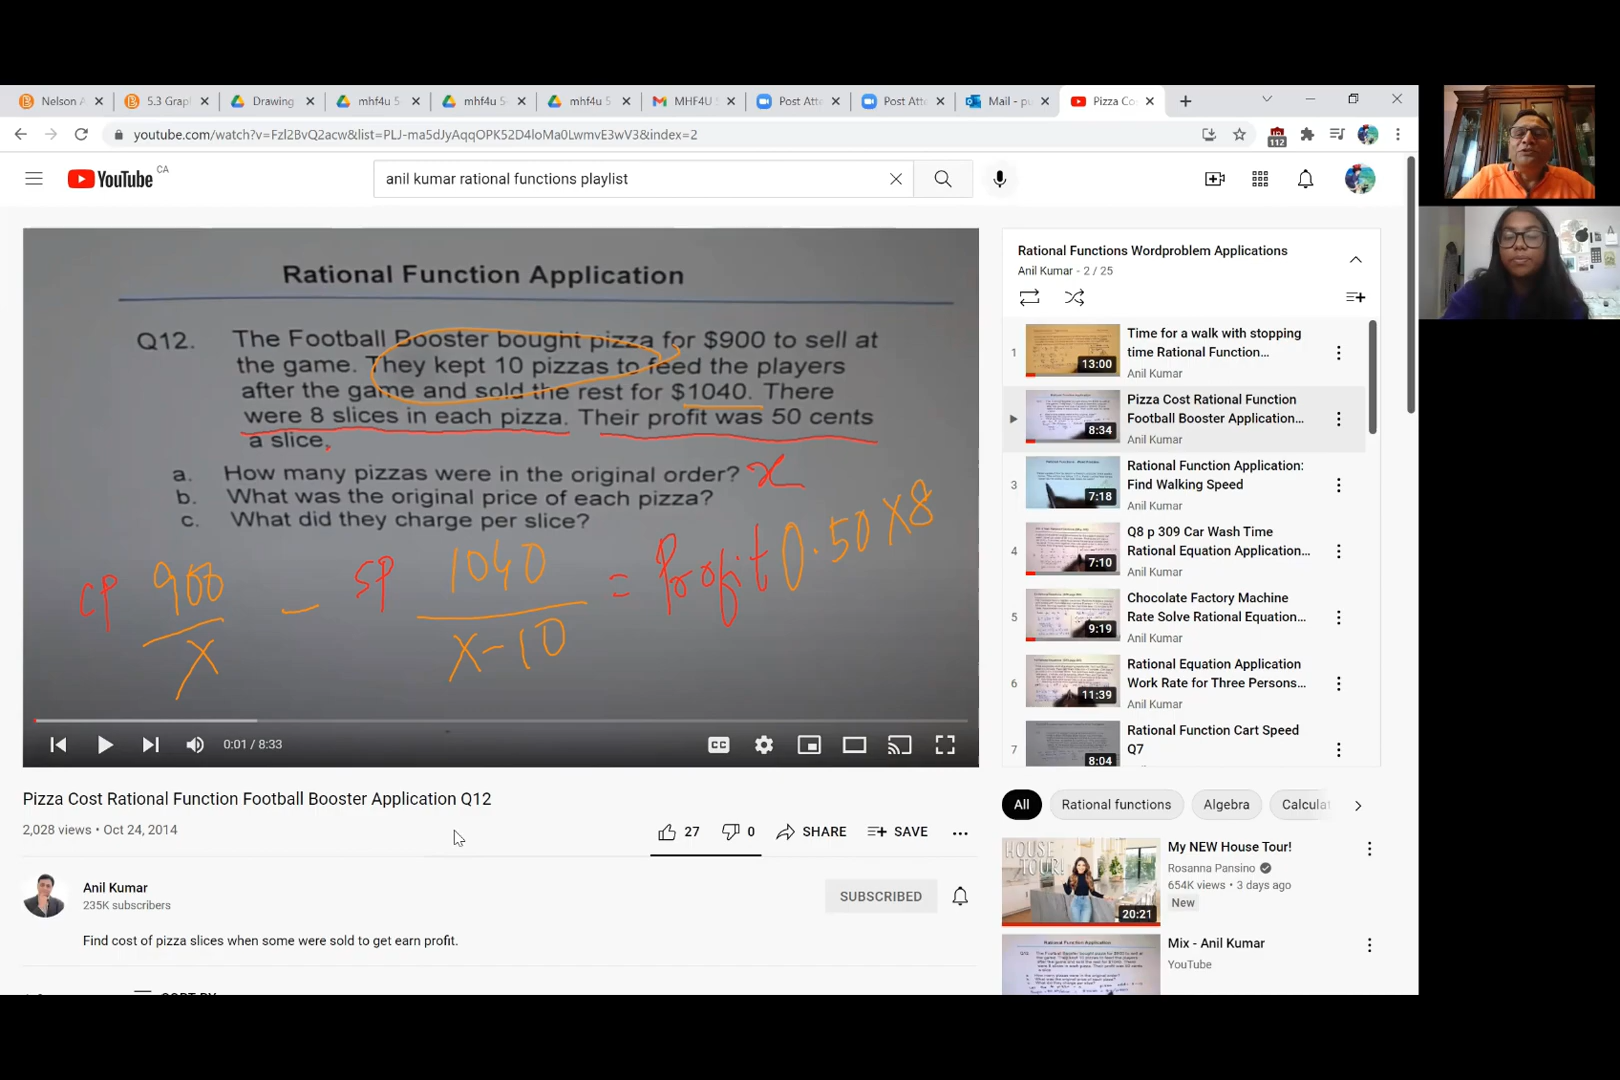 Nelson A
5.3 Grap
Drawing
mhf4u 5
mhf4u 5
mhf4u 5
MHF4U
Post Atte
Post Atte
Mail - pu
Pizza Co
youtube.com/watch?v=Fzl2BvQ2acw&list=PLJ-ma5dJyAqqOPK52D4loMa0LwmvE3wV3&index=2
112
YouTube CA
anil kumar rational functions playlist
Rational Function Application
Q12. The Football Booster bought pizza for $900 to sell at
the game. They kept 10 pizzas to feed the players
after the game and sold the rest for $1040. There
were 8 slices in each pizza. Their profit was 50 cents
a slice.
a. How many pizzas were in the original order? x
b. What was the original price of each pizza?
c. What did they charge per slice?
CP 900 / x − SP 1040 / x-10 = Profit 0.50 x 8
0:01 / 8:33
CC
Pizza Cost Rational Function Football Booster Application Q12
2,028 views • Oct 24, 2014
27
0
SHARE
SAVE
Anil Kumar
235K subscribers
SUBSCRIBED
Find cost of pizza slices when some were sold to get earn profit.
SORT BY
Rational Functions Wordproblem Applications
Anil Kumar - 2 / 25
1
13:00
Time for a walk with stopping
time Rational Function...
Anil Kumar
8:34
Pizza Cost Rational Function
Football Booster Application...
Anil Kumar
3
7:18
Rational Function Application:
Find Walking Speed
Anil Kumar
4
7:10
Q8 p 309 Car Wash Time
Rational Equation Application...
Anil Kumar
5
9:19
Chocolate Factory Machine
Rate Solve Rational Equation...
Anil Kumar
6
11:39
Rational Equation Application
Work Rate for Three Persons...
Anil Kumar
7
8:04
Rational Function Cart Speed
Q7
All
Rational functions
Algebra
Calculat
HOUSE
TOUR!
20:21
My NEW House Tour!
Rosanna Pansino
654K views • 3 days ago
New
Rational Function Application
Mix - Anil Kumar
YouTube